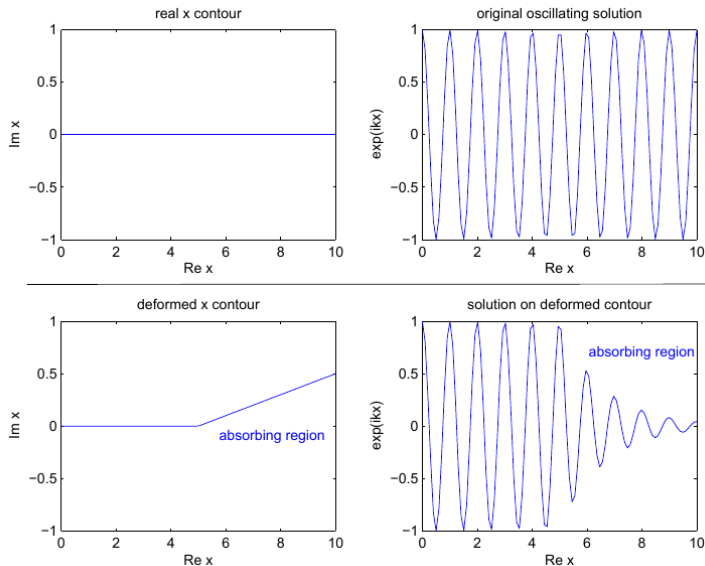 real x contour
original oscillating solution
1
0.5
0
−0.5
−1
Im x
0 2 4 6 8 10
Re x
1
0.5
0
−0.5
−1
exp(ikx)
0 2 4 6 8 10
Re x
deformed x contour
solution on deformed contour
1
0.5
0
−0.5
−1
Im x
absorbing region
0 2 4 6 8 10
Re x
1
0.5
0
−0.5
−1
exp(ikx)
absorbing region
0 2 4 6 8 10
Re x